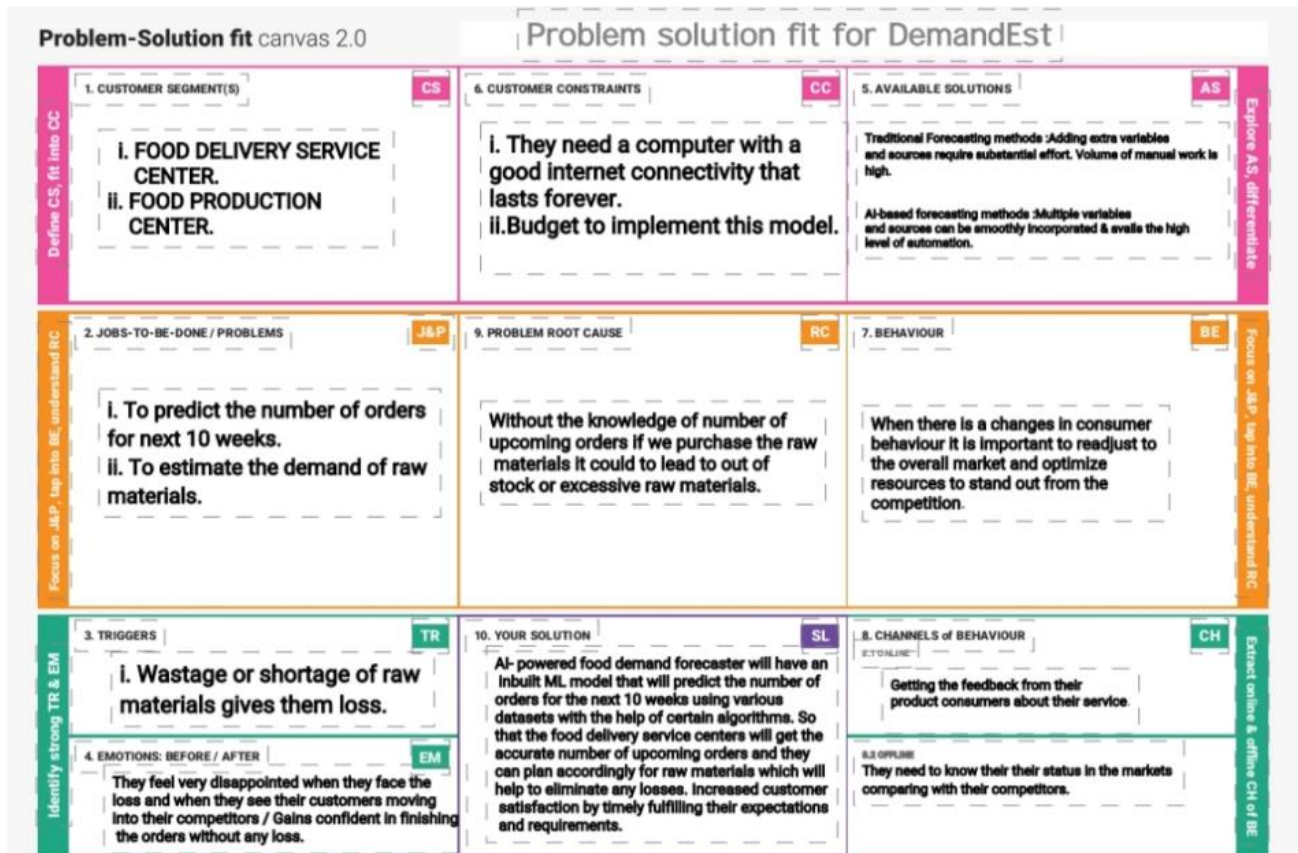 Problem-Solution fit canvas 2.0
Problem solution fit for DemandEst
Define CS, fit into CC
1. CUSTOMER SEGMENT(S)
CS
i. FOOD DELIVERY SERVICE
CENTER.
ii. FOOD PRODUCTION
CENTER.
6. CUSTOMER CONSTRAINTS
CC
i. They need a computer with a
good internet connectivity that
lasts forever.
ii.Budget to implement this model.
5. AVAILABLE SOLUTIONS
AS
Traditional Forecasting methods :Adding extra variables
and sources require substantial effort. Volume of manual work is
high.
AI-based forecasting methods :Multiple variables
and sources can be smoothly incorporated & avails the high
level of automation.
Explore AS, differentiate
Focus on J&P, tap into BE, understand RC
2. JOBS-TO-BE-DONE / PROBLEMS
J&P
i. To predict the number of orders
for next 10 weeks.
ii. To estimate the demand of raw
materials.
9. PROBLEM ROOT CAUSE
RC
Without the knowledge of number of
upcoming orders if we purchase the raw
materials it could to lead to out of
stock or excessive raw materials.
7. BEHAVIOUR
BE
When there is a changes in consumer
behaviour it is important to readjust to
the overall market and optimize
resources to stand out from the
competition.
Focus on J&P, tap into BE, understand RC
Identify strong TR & EM
3. TRIGGERS
TR
i. Wastage or shortage of raw
materials gives them loss.
4. EMOTIONS: BEFORE / AFTER
EM
They feel very disappointed when they face the
loss and when they see their customers moving
into their competitors / Gains confident in finishing
the orders without any loss.
10. YOUR SOLUTION
SL
AI- powered food demand forecaster will have an
inbuilt ML model that will predict the number of
orders for the next 10 weeks using various
datasets with the help of certain algorithms. So
that the food delivery service centers will get the
accurate number of upcoming orders and they
can plan accordingly for raw materials which will
help to eliminate any losses. Increased customer
satisfaction by timely fulfilling their expectations
and requirements.
8. CHANNELS of BEHAVIOUR
CH
8.1 ONLINE
Getting the feedback from their
product consumers about their service.
8.2 OFFLINE
They need to know their their status in the markets
comparing with their competitors.
Extract online & offline CH of BE